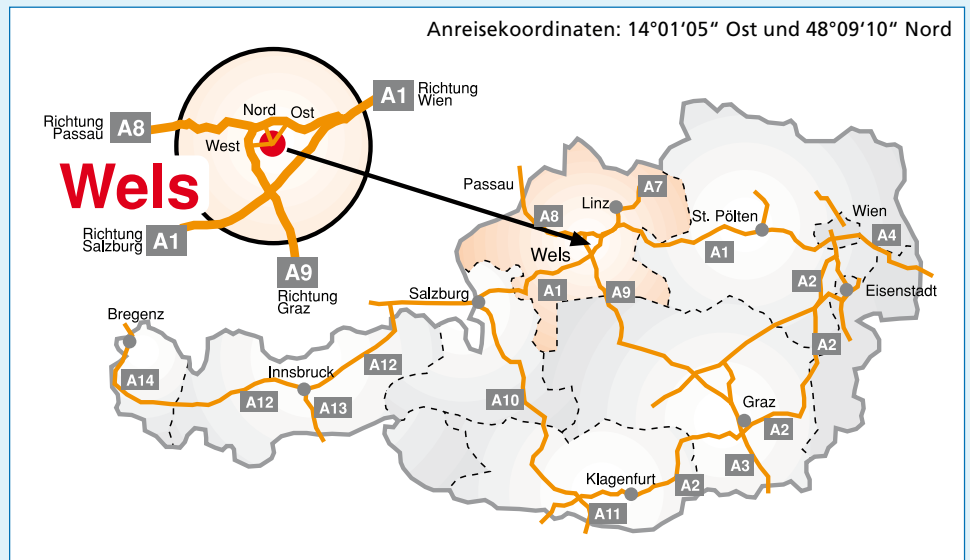 Anreisekoordinaten: 14°01‘05“ Ost und 48°09‘10“ Nord
Richtung
Wien
A1
Nord
Ost
Richtung
Passau
A8
West
Wels
Richtung
Salzburg
A1
A9
Richtung
Graz
Passau
A7
Linz
A8
St. Pölten
Wien
A4
A1
Wels
A2
Eisenstadt
A1
A9
Salzburg
Bregenz
A2
A12
Innsbruck
A14
A12
A13
A10
Graz
A2
A3
Klagenfurt
A2
A11